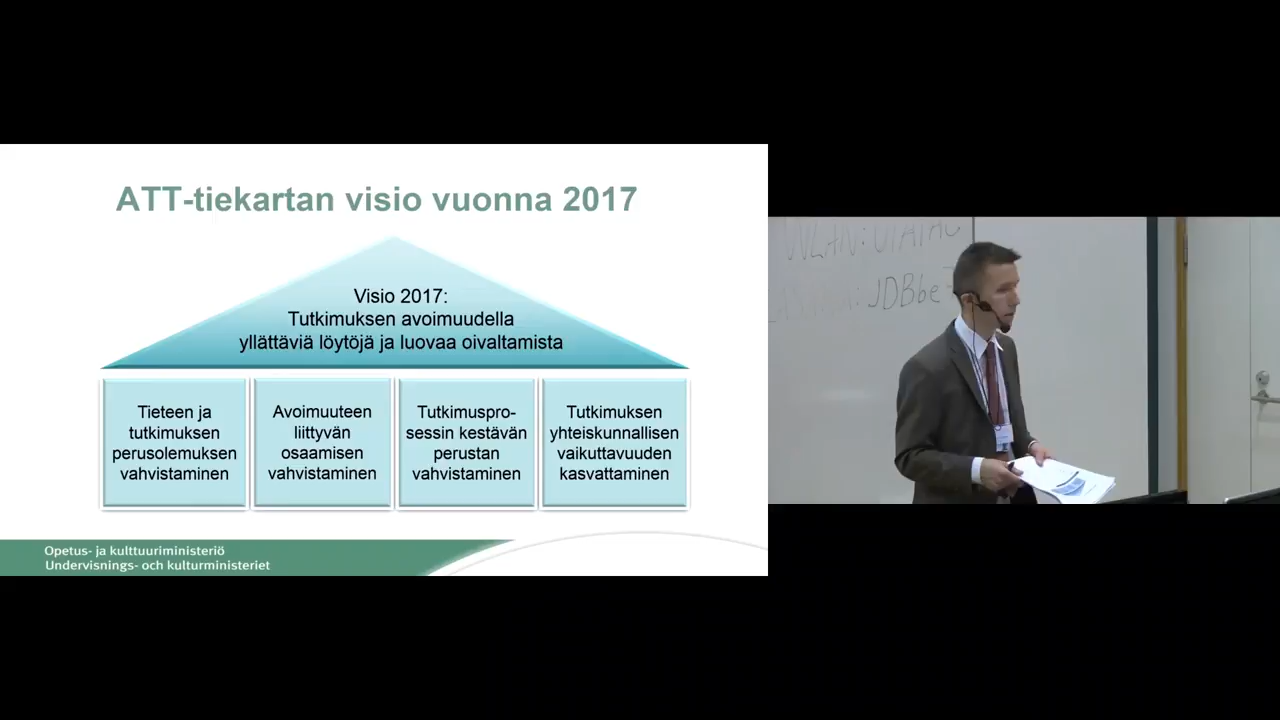 ATT-tiekartan visio vuonna 2017
Visio 2017:
Tutkimuksen avoimuudella
yllättäviä löytöjä ja luovaa oivaltamista
Tieteen ja
tutkimuksen
perusolemuksen
vahvistaminen
Avoimuuteen
liittyvän
osaamisen
vahvistaminen
Tutkimuspro-
sessin kestävän
perustan
vahvistaminen
Tutkimuksen
yhteiskunnallisen
vaikuttavuuden
kasvattaminen
Opetus- ja kulttuuriministeriö
Undervisnings- och kulturministeriet
WLAN:
JDBbe